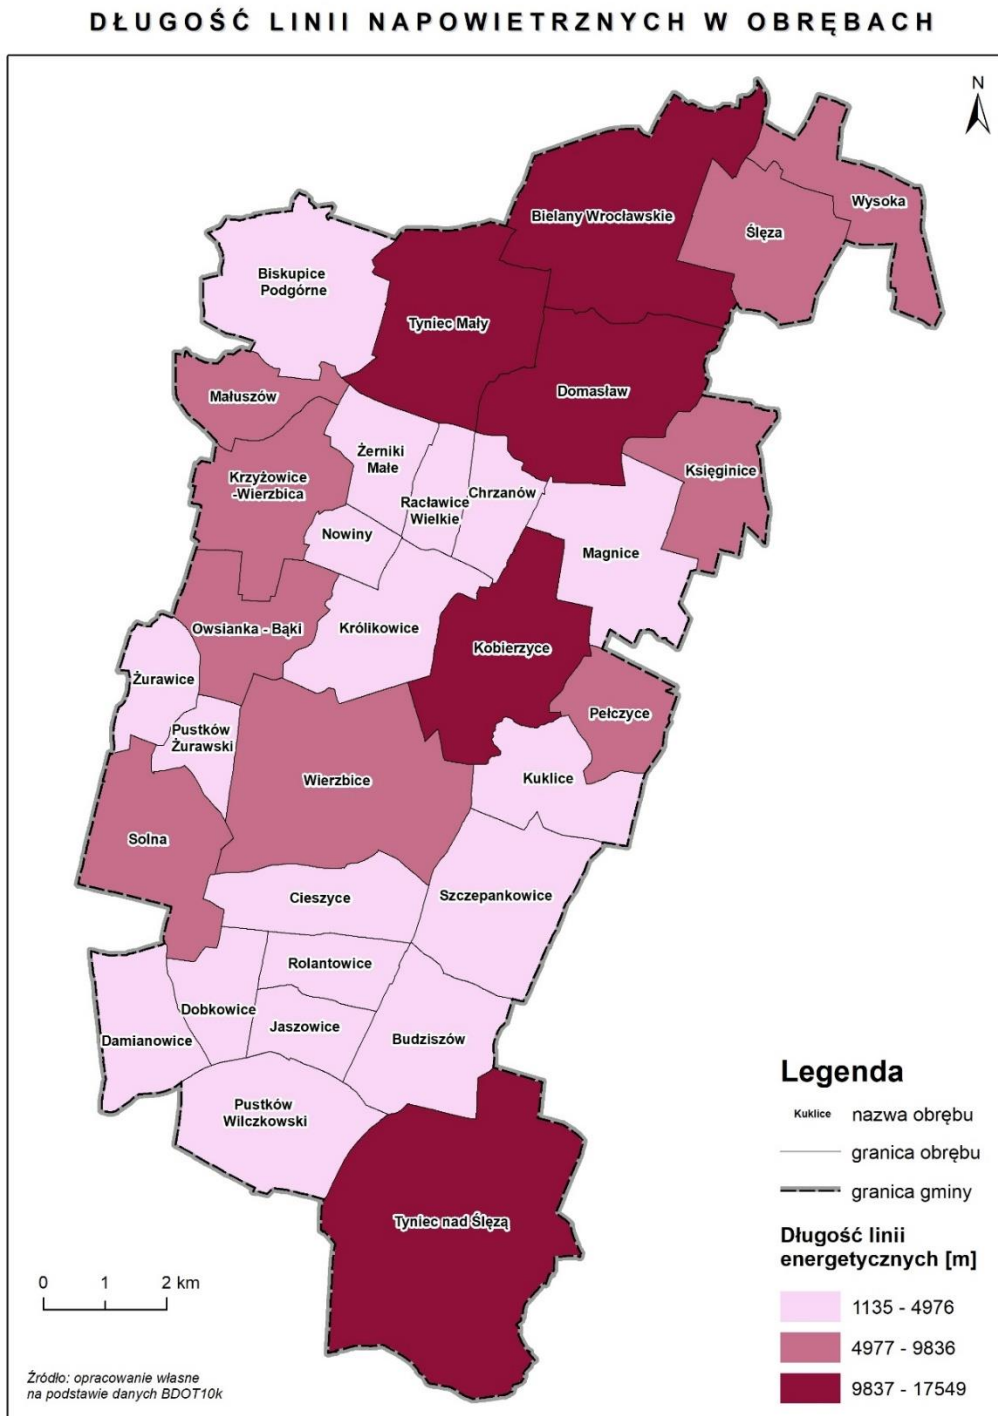 DŁUGOŚĆ LINII NAPOWIETRZNYCH W OBRĘBACH
N
Wysoka
Bielany Wrocławskie
Ślęza
Biskupice
Podgórne
Tyniec Mały
Domasław
Małuszów
Żerniki
Małe
Księginice
Krzyżowice
-Wierzbica
Racławice
Wielkie
Chrzanów
Nowiny
Magnice
Owsianka - Bąki
Królikowice
Kobierzyce
Żurawice
Pełczyce
Pustków
Żurawski
Wierzbice
Kuklice
Solna
Cieszyce
Szczepankowice
Rolantowice
Dobkowice
Jaszowice
Damianowice
Budziszów
Pustków
Wilczkowski
Tyniec nad Ślęzą
Legenda
Kuklice nazwa obrębu
granica obrębu
granica gminy
Długość linii
energetycznych [m]
1135 - 4976
4977 - 9836
9837 - 17549
0 1 2 km
Źródło: opracowanie własne
na podstawie danych BDOT10k